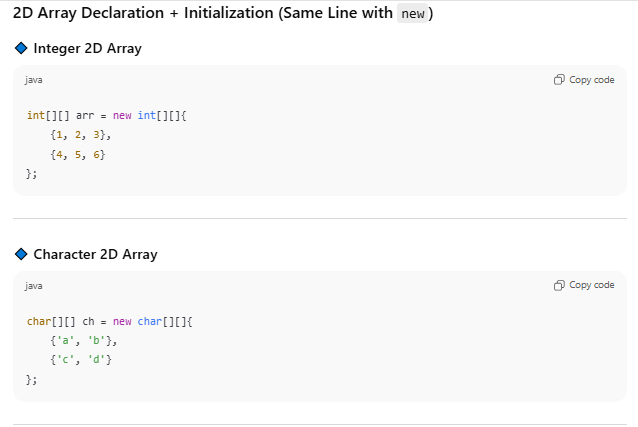 2D Array Declaration + Initialization (Same Line with new)
Integer 2D Array
java Copy code
int[][] arr = new int[][]{
    {1, 2, 3},
    {4, 5, 6}
};
Character 2D Array
java Copy code
char[][] ch = new char[][]{
    {'a', 'b'},
    {'c', 'd'}
};